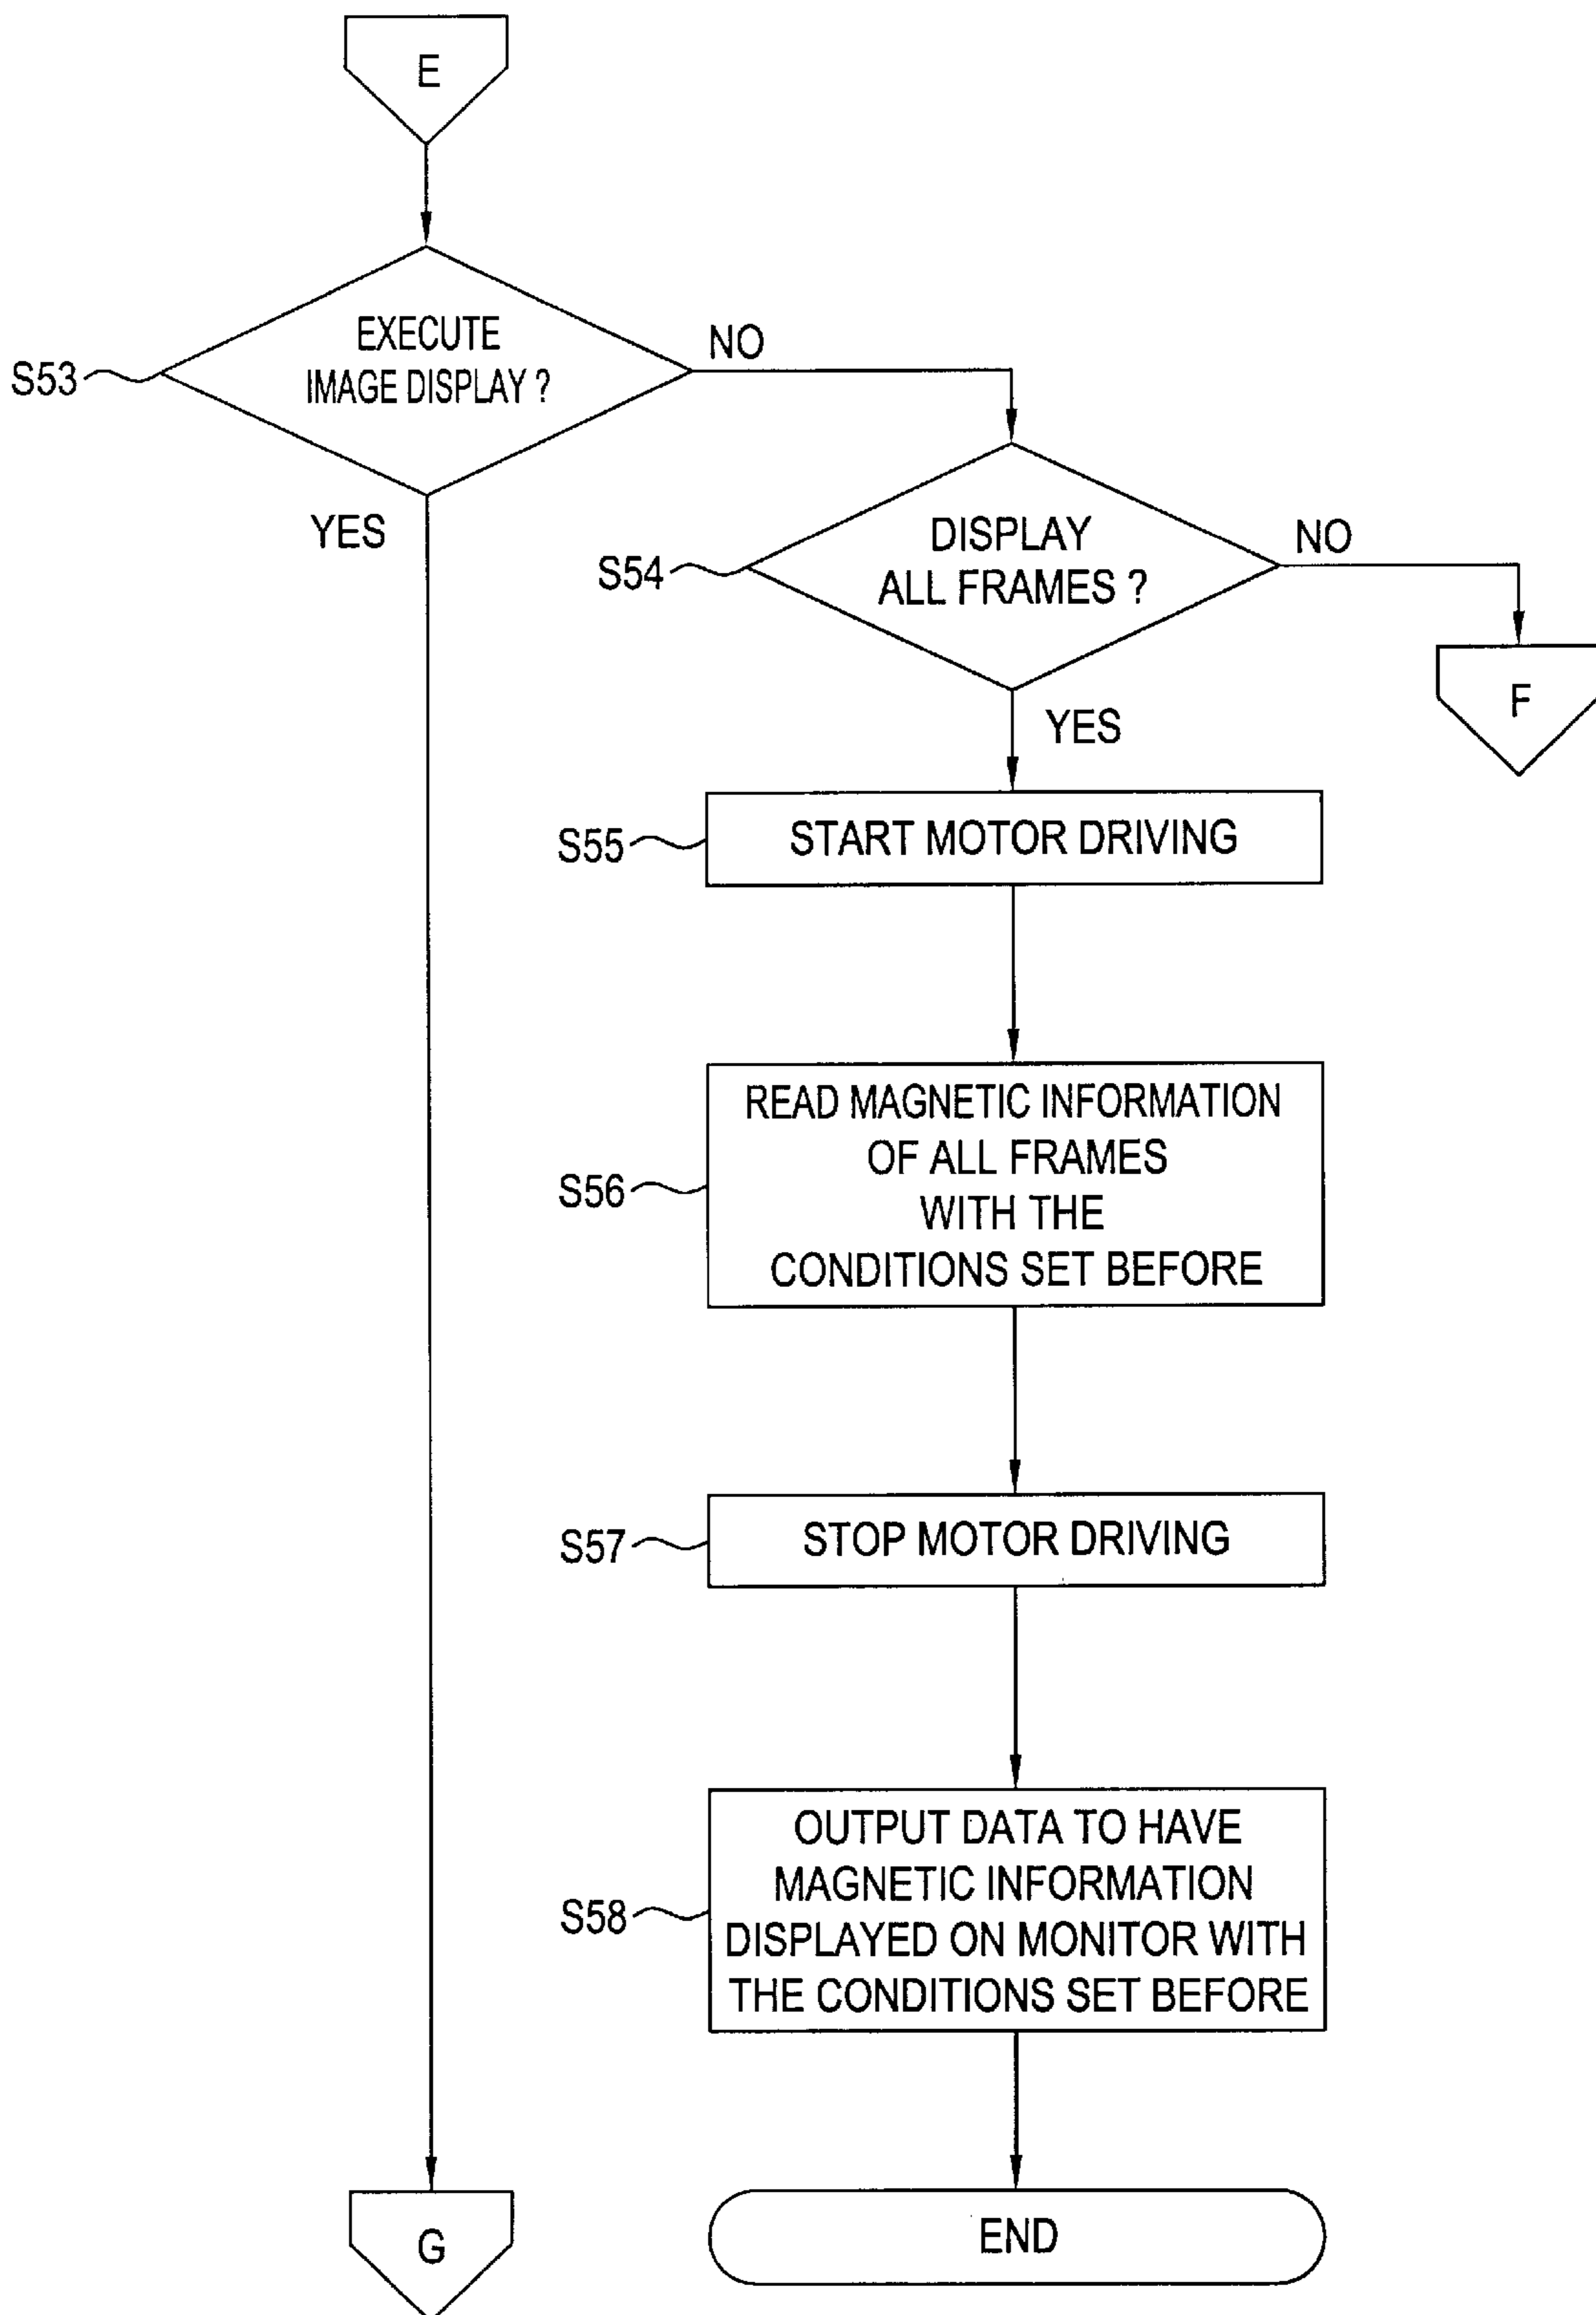 E
EXECUTE
IMAGE DISPLAY ?
S53
NO
YES
DISPLAY
ALL FRAMES ?
S54
NO
F
YES
S55
START MOTOR DRIVING
S56
READ MAGNETIC INFORMATION
OF ALL FRAMES
WITH THE
CONDITIONS SET BEFORE
S57
STOP MOTOR DRIVING
S58
OUTPUT DATA TO HAVE
MAGNETIC INFORMATION
DISPLAYED ON MONITOR WITH
THE CONDITIONS SET BEFORE
G
END